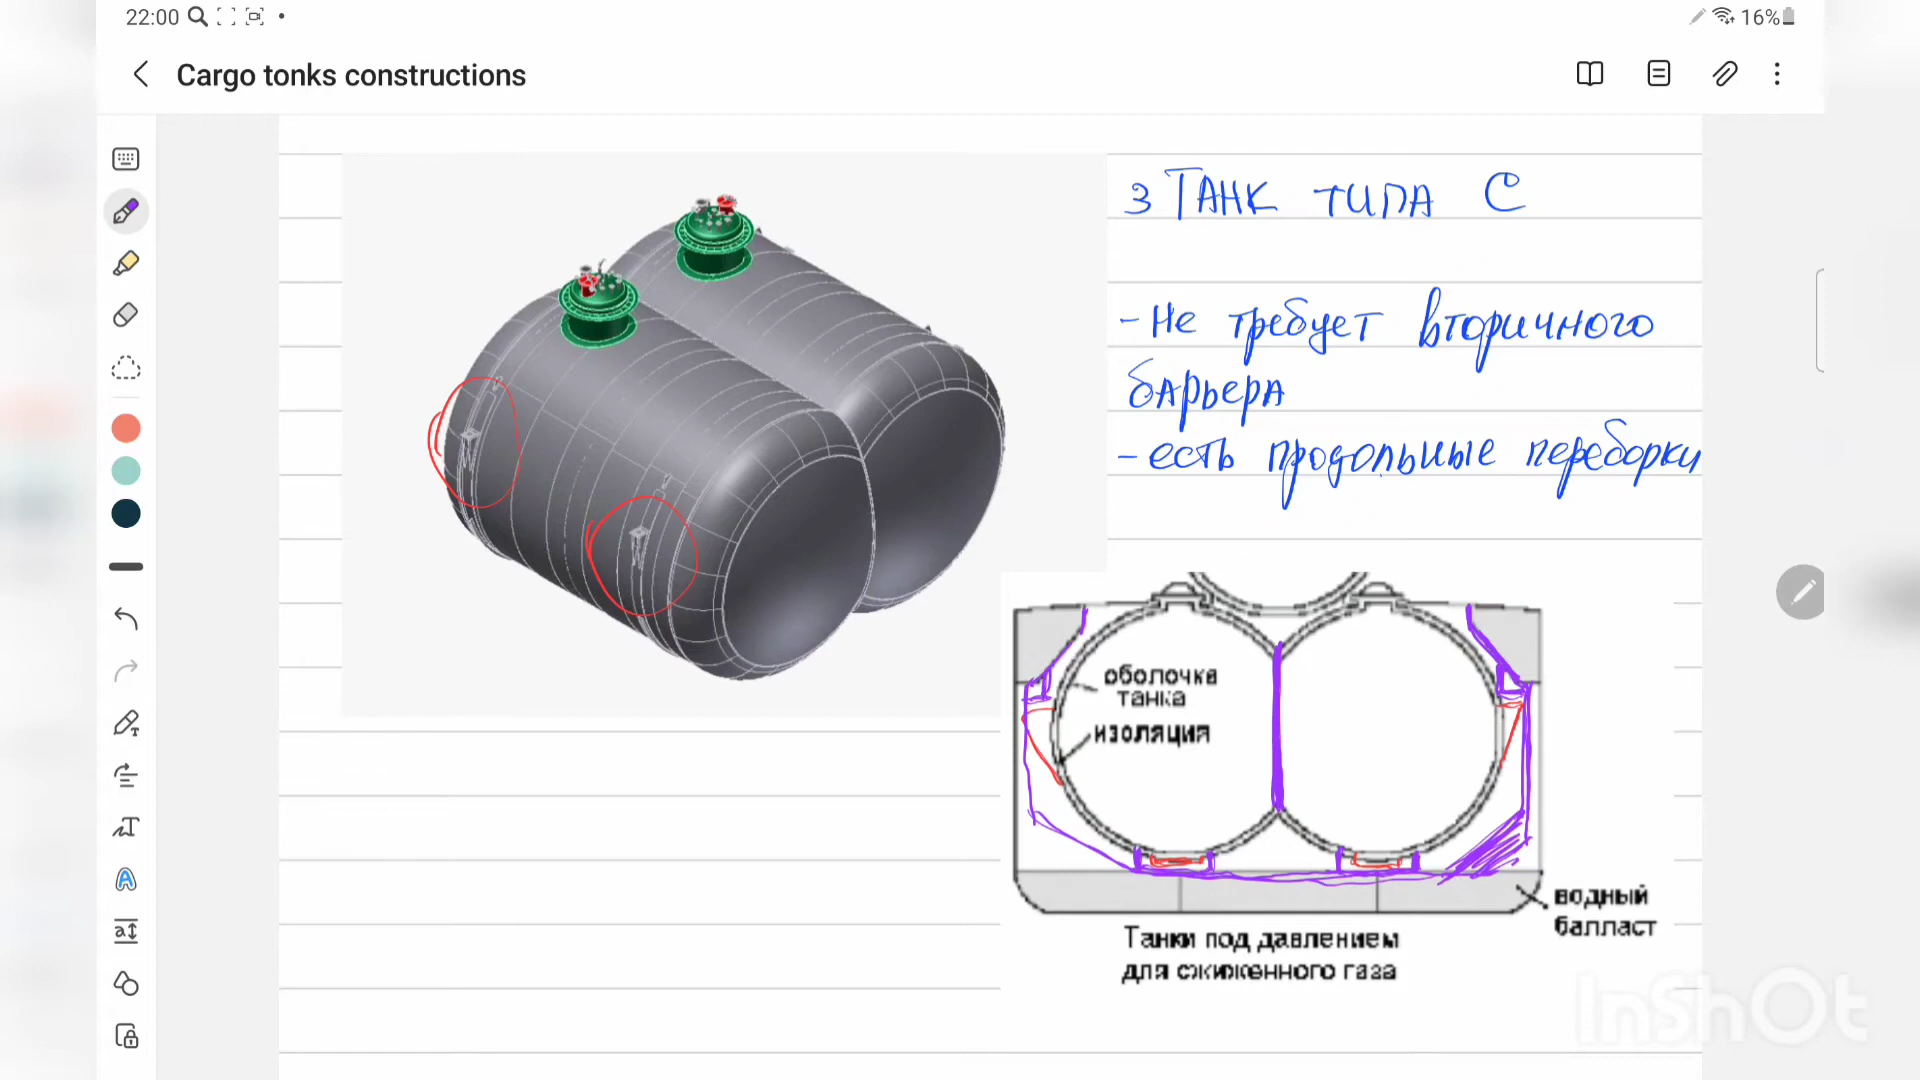 22:00
16%
Cargo tonks constructions
3 Танк типа С
- Не требует вторичного
барьера
- есть продольные переборки
оболочка
танка
изоляция
водный
балласт
Танки под давлением
для сжиженного газа
InShot